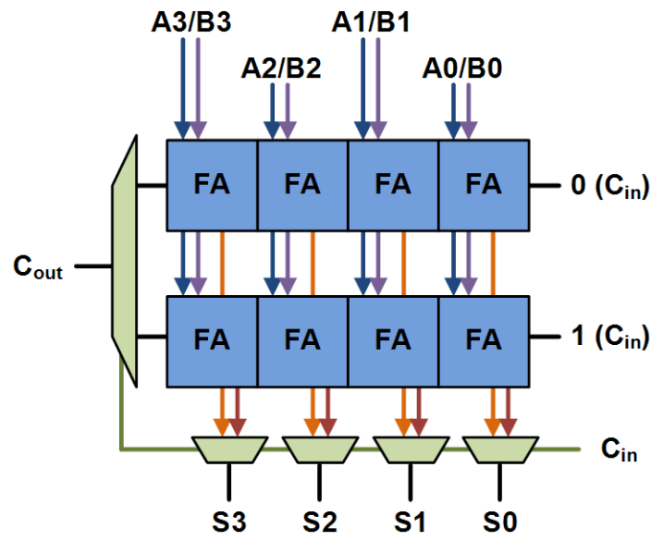 A3/B3 A1/B1
A2/B2 A0/B0
FA FA FA FA 0 (Cin)
Cout
FA FA FA FA 1 (Cin)
Cin
S3 S2 S1 S0